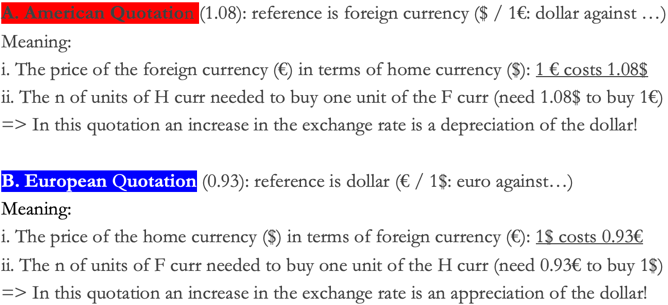 A. American Quotation (1.08): reference is foreign currency ($ / 1€: dollar against …)
Meaning:
i. The price of the foreign currency (€) in terms of home currency ($): 1 € costs 1.08$
ii. The n of units of H curr needed to buy one unit of the F curr (need 1.08$ to buy 1€)
=> In this quotation an increase in the exchange rate is a depreciation of the dollar!
B. European Quotation (0.93): reference is dollar (€ / 1$: euro against…)
Meaning:
i. The price of the home currency ($) in terms of foreign currency (€): 1$ costs 0.93€
ii. The n of units of F curr needed to buy one unit of the H curr (need 0.93€ to buy 1$)
=> In this quotation an increase in the exchange rate is an appreciation of the dollar!